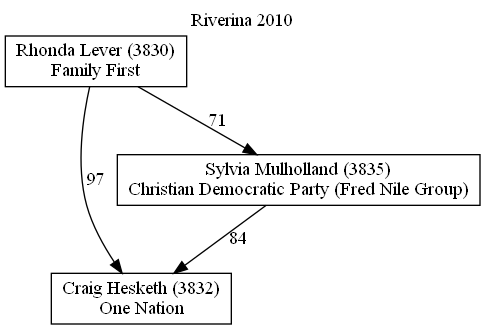 Riverina 2010
Rhonda Lever (3830)
Family First
71
Sylvia Mulholland (3835)
Christian Democratic Party (Fred Nile Group)
97
84
Craig Hesketh (3832)
One Nation